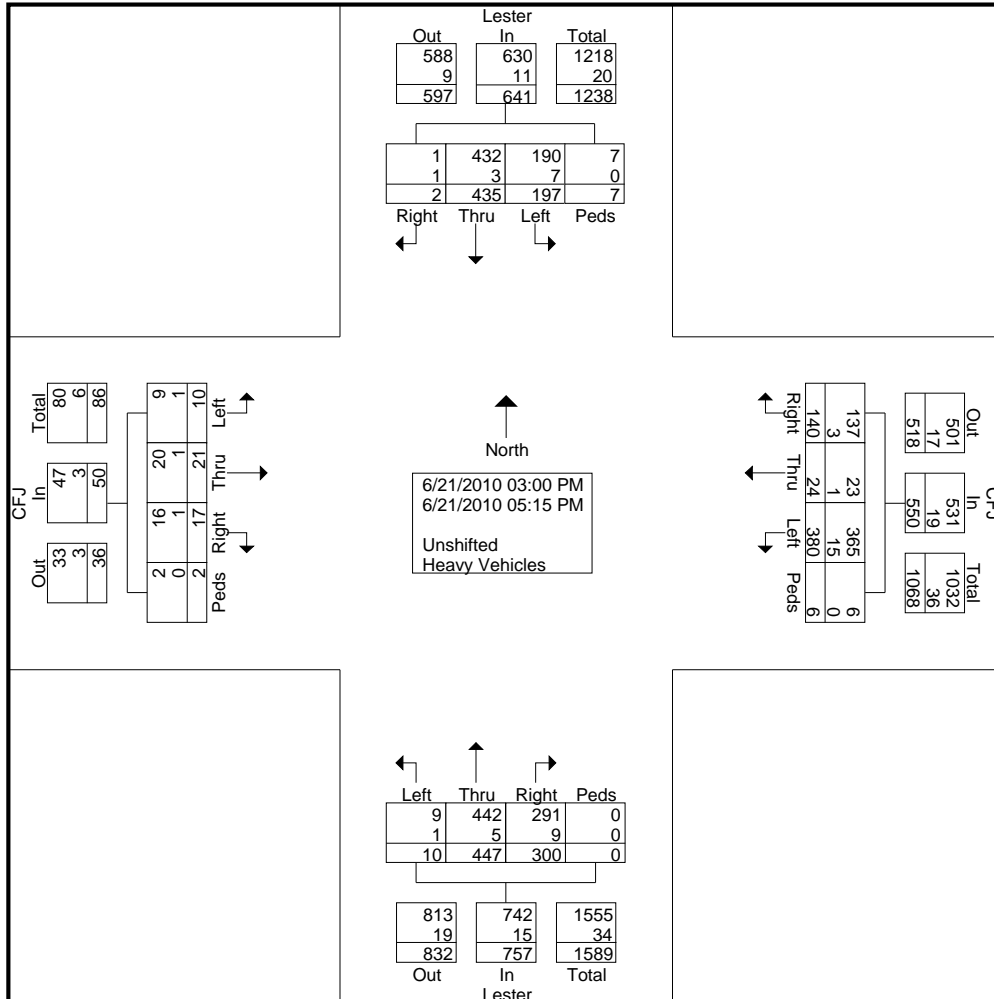 Lester
Out In Total
588 630 1218
9 11 20
597 641 1238
1 432 190 7
1 3 7 0
2 435 197 7
Right Thru Left Peds
CFJ
Total In Out
80 47 33
6 3 3
86 50 36
9 20 16 2
1 1 1 0
10 21 17 2
Left Thru Right Peds
North
6/21/2010 03:00 PM
6/21/2010 05:15 PM
Unshifted
Heavy Vehicles
Right Thru Left Peds
140 24 380 6
3 1 15 0
137 23 365 6
Out In Total
501 531 1032
17 19 36
518 550 1068
CFJ
Left Thru Right Peds
9 442 291 0
1 5 9 0
10 447 300 0
813 742 1555
19 15 34
832 757 1589
Out In Total
Lester